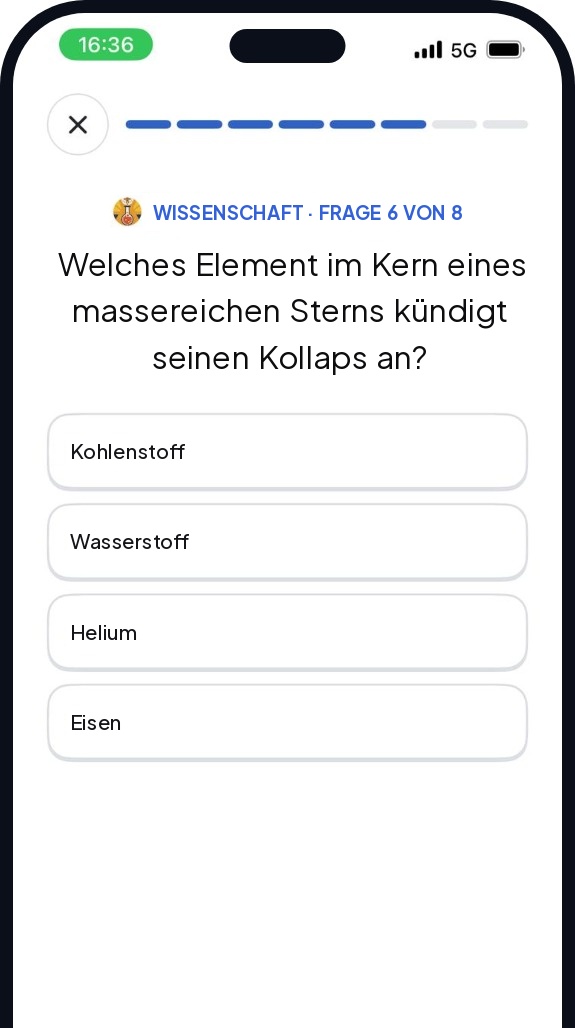 16:36
5G
WISSENSCHAFT · FRAGE 6 VON 8
Welches Element im Kern eines
massereichen Sterns kündigt
seinen Kollaps an?
Kohlenstoff
Wasserstoff
Helium
Eisen